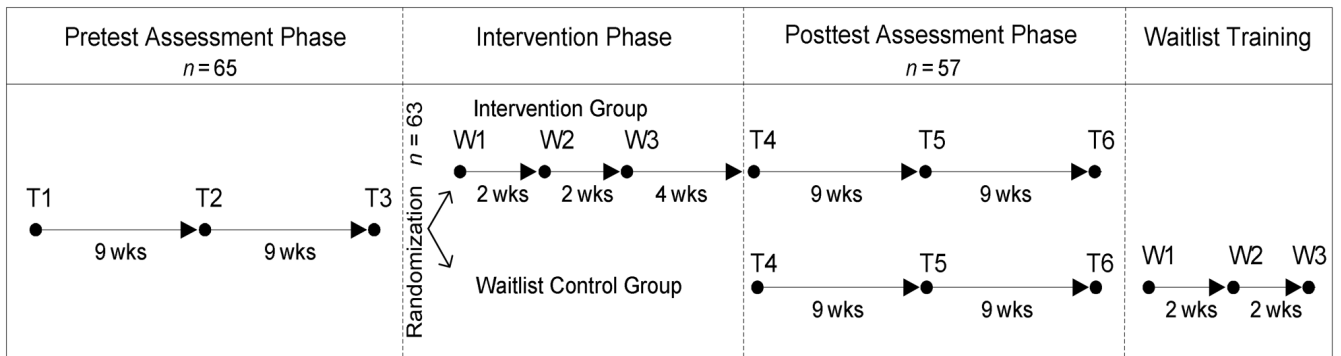 Pretest Assessment Phase
n = 65
Intervention Phase
Posttest Assessment Phase
n = 57
Waitlist Training
T1
T2
T3
9 wks
9 wks
Randomization n = 63
Intervention Group
W1
W2
W3
2 wks
2 wks
4 wks
Waitlist Control Group
T4
T5
T6
9 wks
9 wks
T4
T5
T6
9 wks
9 wks
W1
W2
W3
2 wks
2 wks